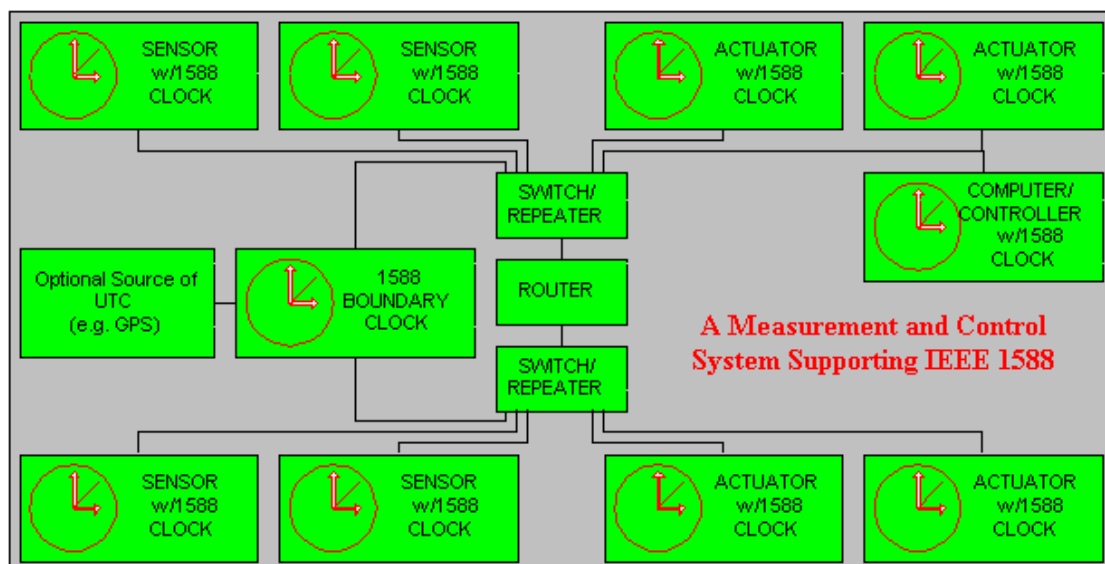 SENSOR
w/1588
CLOCK
SENSOR
w/1588
CLOCK
ACTUATOR
w/1588
CLOCK
ACTUATOR
w/1588
CLOCK
SWITCH/
REPEATER
COMPUTER/
CONTROLLER
w/1588
CLOCK
Optional Source of
UTC
(e.g. GPS)
1588
BOUNDARY
CLOCK
ROUTER
A Measurement and Control
System Supporting IEEE 1588
SWITCH/
REPEATER
SENSOR
w/1588
CLOCK
SENSOR
w/1588
CLOCK
ACTUATOR
w/1588
CLOCK
ACTUATOR
w/1588
CLOCK